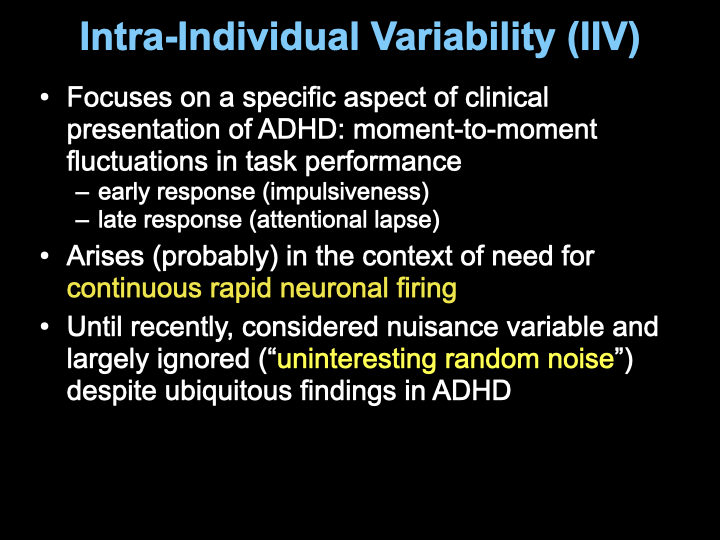 Intra-Individual Variability (IIV)
• Focuses on a specific aspect of clinical
presentation of ADHD: moment-to-moment
fluctuations in task performance
– early response (impulsiveness)
– late response (attentional lapse)
• Arises (probably) in the context of need for
continuous rapid neuronal firing
• Until recently, considered nuisance variable and
largely ignored (“uninteresting random noise”)
despite ubiquitous findings in ADHD